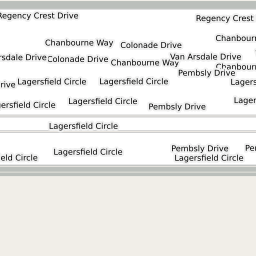 Regency Crest Drive
Regency Crest
Chanbourne Way
Colonade Drive
Chanbourn
rsdale Drive
Colonade Drive
Chanbourne Way
Van Arsdale Drive
Chanbour
Pembsly Drive
rive
Lagersfield Circle
Lagersfield Circle
Lagers
ersfield Circle
Lagersfield Circle
Pembsly Drive
Lager
Lagersfield Circle
eld Circle
Lagersfield Circle
Pembsly Drive
Lagersfield Circle
Pe